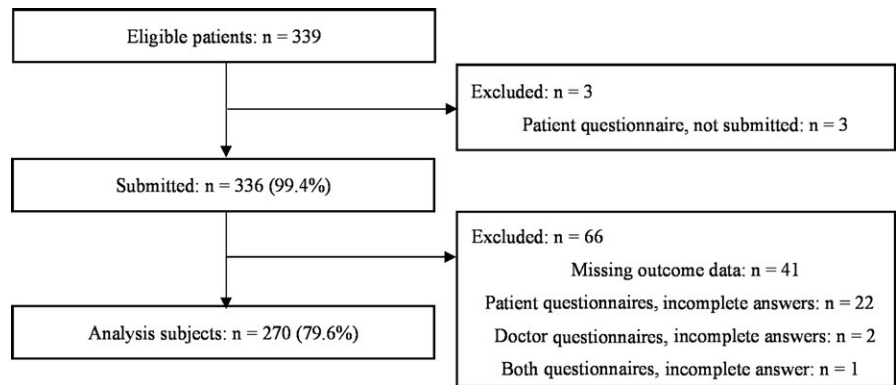 Eligible patients: n = 339
Excluded: n = 3
Patient questionnaire, not submitted: n = 3
Submitted: n = 336 (99.4%)
Excluded: n = 66
Missing outcome data: n = 41
Patient questionnaires, incomplete answers: n = 22
Doctor questionnaires, incomplete answers: n = 2
Both questionnaires, incomplete answer: n = 1
Analysis subjects: n = 270 (79.6%)